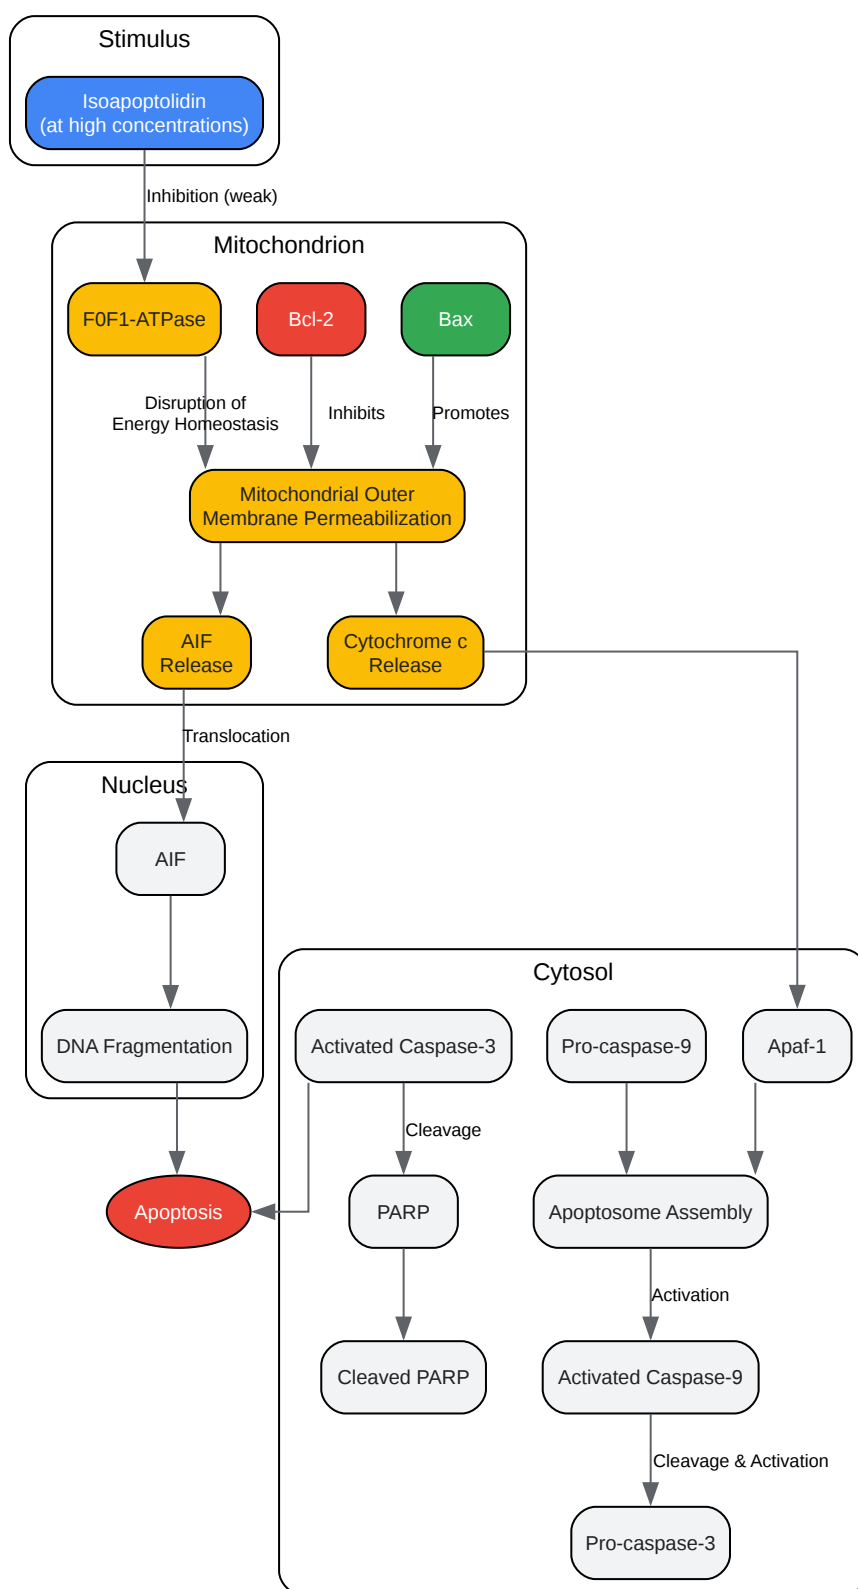 Stimulus
Isoapoptolidin
(at high concentrations)
Inhibition (weak)
Mitochondrion
F0F1-ATPase
Bcl-2
Bax
Disruption of
Energy Homeostasis
Inhibits
Promotes
Mitochondrial Outer
Membrane Permeabilization
AIF
Release
Cytochrome c
Release
Translocation
Nucleus
AIF
DNA Fragmentation
Cytosol
Activated Caspase-3
Pro-caspase-9
Apaf-1
Cleavage
Apoptosis
PARP
Apoptosome Assembly
Activation
Cleaved PARP
Activated Caspase-9
Cleavage & Activation
Pro-caspase-3